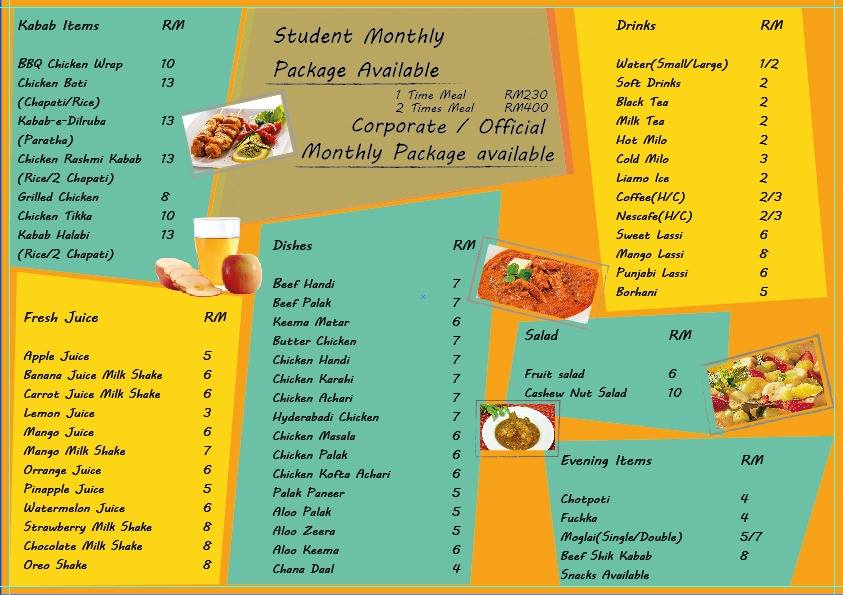 Kabab Items RM
BBQ Chicken Wrap 10
Chicken Boti 13
(Chapati/Rice)
Kabab-e-Dilruba 13
(Paratha)
Chicken Rashmi Kabab 13
(Rice/2 Chapati)
Grilled Chicken 8
Chicken Tikka 10
Kabab Halabi 13
(Rice/2 Chapati)
Student Monthly
Package Available
1 Time Meal RM230
2 Times Meal RM400
Corporate / Official
Monthly Package available
Drinks RM
Water(Small/Large) 1/2
Soft Drinks 2
Black Tea 2
Milk Tea 2
Hot Milo 2
Cold Milo 3
Liamo Ice 2
Coffee(H/C) 2/3
Nescafe(H/C) 2/3
Sweet Lassi 6
Mango Lassi 8
Punjabi Lassi 6
Borhani 5
Fresh Juice RM
Apple Juice 5
Banana Juice Milk Shake 6
Carrot Juice Milk Shake 6
Lemon Juice 3
Mango Juice 6
Mango Milk Shake 7
Orrange Juice 6
Pinapple Juice 5
Watermelon Juice 6
Strawberry Milk Shake 8
Chocolate Milk Shake 8
Oreo Shake 8
Dishes RM
Beef Handi 7
Beef Palak 7
Keema Matar 6
Butter Chicken 7
Chicken Handi 7
Chicken Karahi 7
Chicken Achari 7
Hyderabadi Chicken 7
Chicken Masala 6
Chicken Palak 6
Chicken Kofta Achari 6
Palak Paneer 5
Aloo Palak 5
Aloo Zeera 5
Aloo Keema 6
Chana Daal 4
Salad RM
Fruit salad 6
Cashew Nut Salad 10
Evening Items RM
Chotpoti 4
Fuchka 4
Moglai(Single/Double) 5/7
Beef Shik Kabab 8
Snacks Available